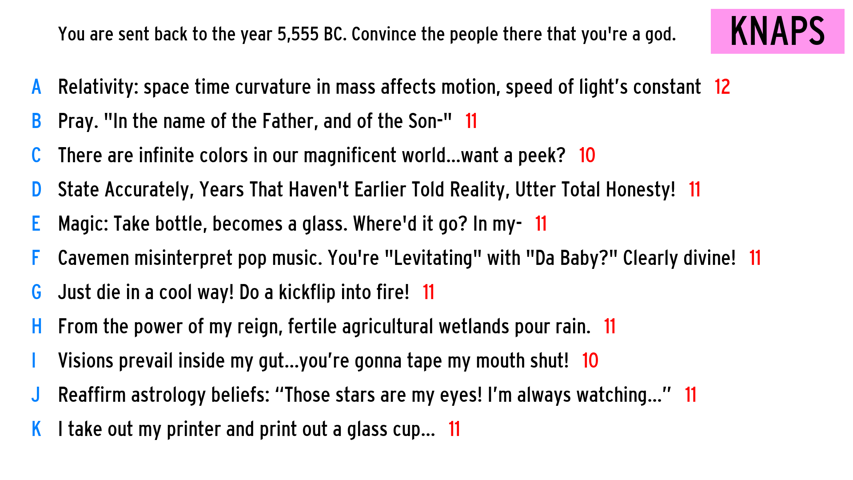 You are sent back to the year 5,555 BC. Convince the people there that you're a god.
KNAPS
A Relativity: space time curvature in mass affects motion, speed of light’s constant 12
B Pray. "In the name of the Father, and of the Son-" 11
C There are infinite colors in our magnificent world...want a peek? 10
D State Accurately, Years That Haven't Earlier Told Reality, Utter Total Honesty! 11
E Magic: Take bottle, becomes a glass. Where'd it go? In my- 11
F Cavemen misinterpret pop music. You're "Levitating" with "Da Baby?" Clearly divine! 11
G Just die in a cool way! Do a kickflip into fire! 11
H From the power of my reign, fertile agricultural wetlands pour rain. 11
I Visions prevail inside my gut...you’re gonna tape my mouth shut! 10
J Reaffirm astrology beliefs: “Those stars are my eyes! I’m always watching...” 11
K I take out my printer and print out a glass cup... 11